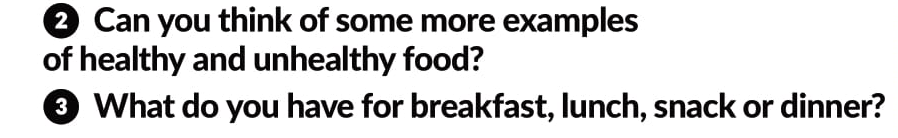 2 Can you think of some more examples
of healthy and unhealthy food?
3 What do you have for breakfast, lunch, snack or dinner?